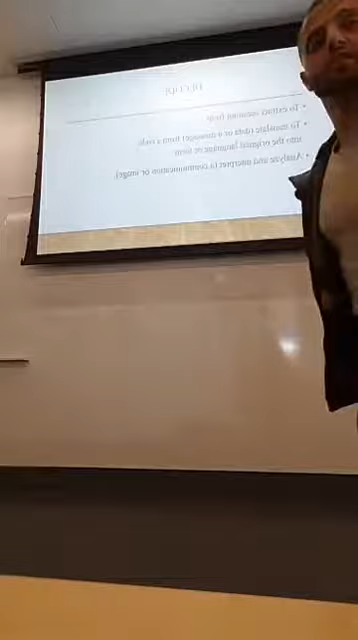 DECODE
• To extract meaning from
• To translate (data or a message) from a code
into the original language or form
• Analyze and interpret (a communication or image)